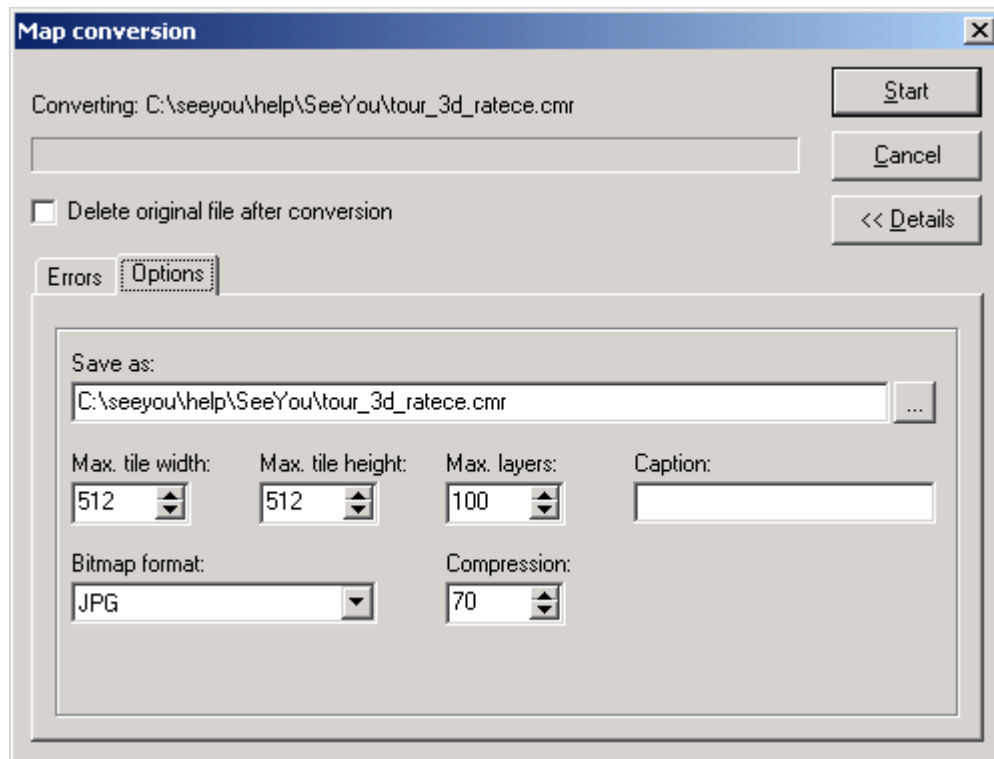 Map conversion
Converting: C:\seeyou\help\SeeYou\tour_3d_ratece.cmr
Start
Cancel
Delete original file after conversion
<< Details
Errors
Options
Save as:
C:\seeyou\help\SeeYou\tour_3d_ratece.cmr
...
Max. tile width: Max. tile height: Max. layers: Caption:
512 512 100
Bitmap format: Compression:
JPG 70